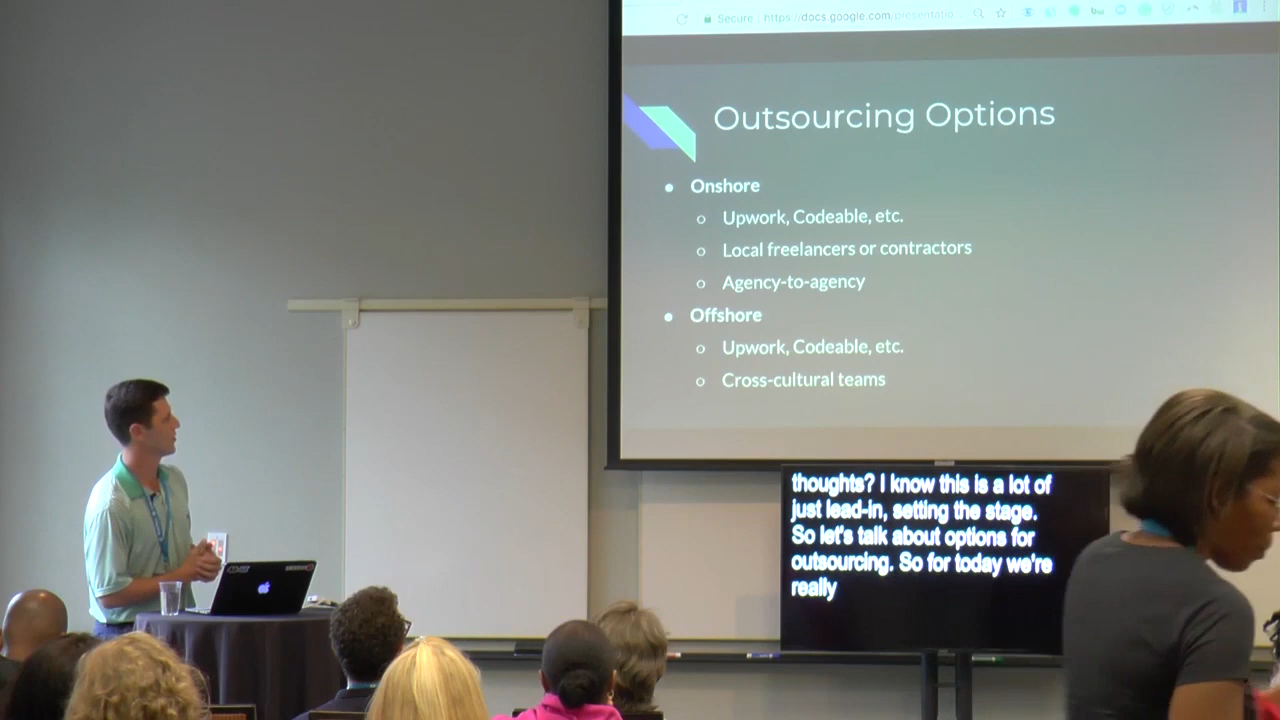 Secure https://docs.google.com/presentatio...
Outsourcing Options
Onshore
Upwork, Codeable, etc.
Local freelancers or contractors
Agency-to-agency
Offshore
Upwork, Codeable, etc.
Cross-cultural teams
thoughts? I know this is a lot of
just lead-in, setting the stage.
So let's talk about options for
outsourcing. So for today we're
really